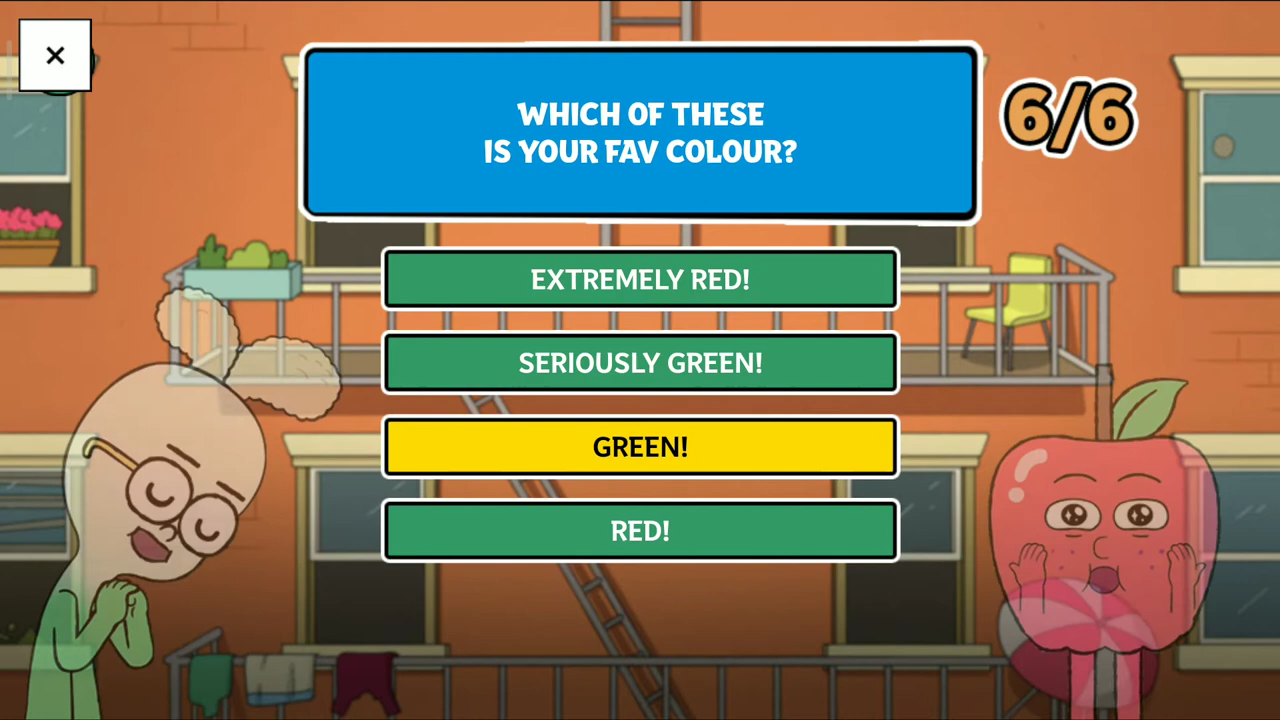 ×
WHICH OF THESE
IS YOUR FAV COLOUR?
6/6
EXTREMELY RED!
SERIOUSLY GREEN!
GREEN!
RED!